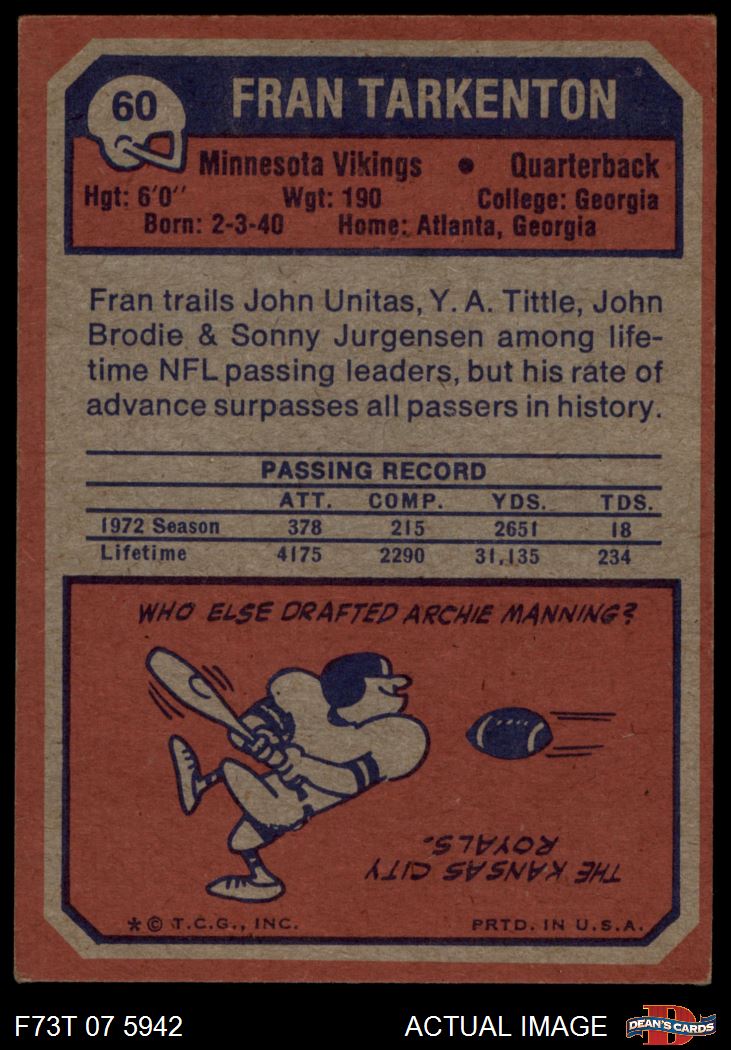 60
FRAN TARKENTON
Minnesota Vikings • Quarterback
Hgt: 6'0'' Wgt: 190 College: Georgia
Born: 2-3-40 Home: Atlanta, Georgia
Fran trails John Unitas, Y. A. Tittle, John
Brodie & Sonny Jurgensen among life-
time NFL passing leaders, but his rate of
advance surpasses all passers in history.
PASSING RECORD
ATT. COMP. YDS. TDS.
1972 Season 378 215 2651 18
Lifetime 4175 2290 31,135 234
WHO ELSE DRAFTED ARCHIE MANNING?
THE KANSAS CITY
ROYALS.
* © T.C.G., INC. PRTD. IN U.S.A.
F73T 07 5942 ACTUAL IMAGE
D
DEAN'S CARDS